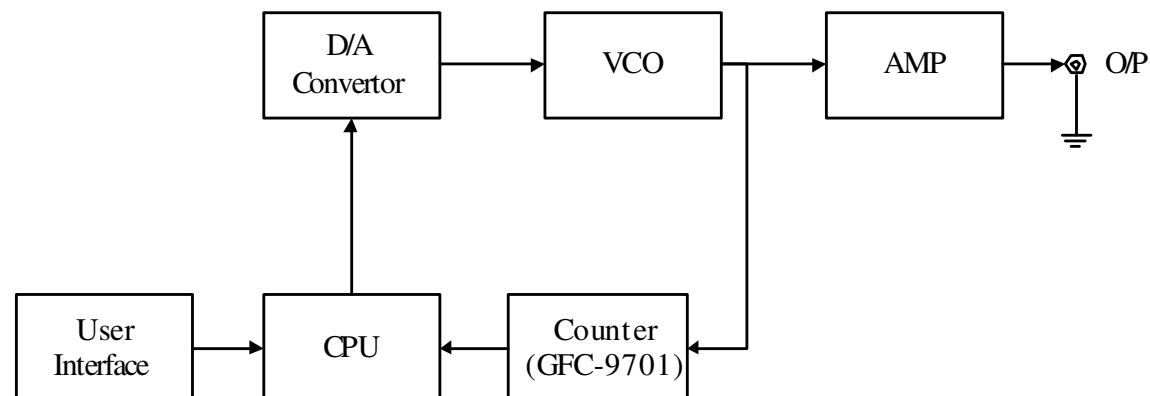 D/A
Convertor
VCO
AMP
O/P
User
Interface
CPU
Counter
(GFC-9701)